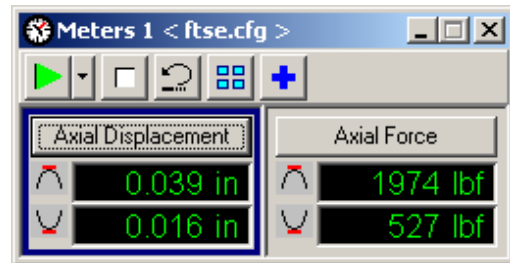 Meters 1 < ftse.cfg >
Axial Displacement
Axial Force
0.039 in
1974 lbf
0.016 in
527 lbf